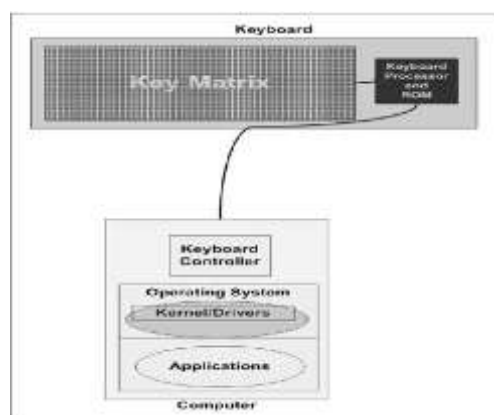 Keyboard
Key Matrix
Keyboard
Processor
and
ROM
Keyboard
Controller
Operating System
Kernel/Drivers
Applications
Computer